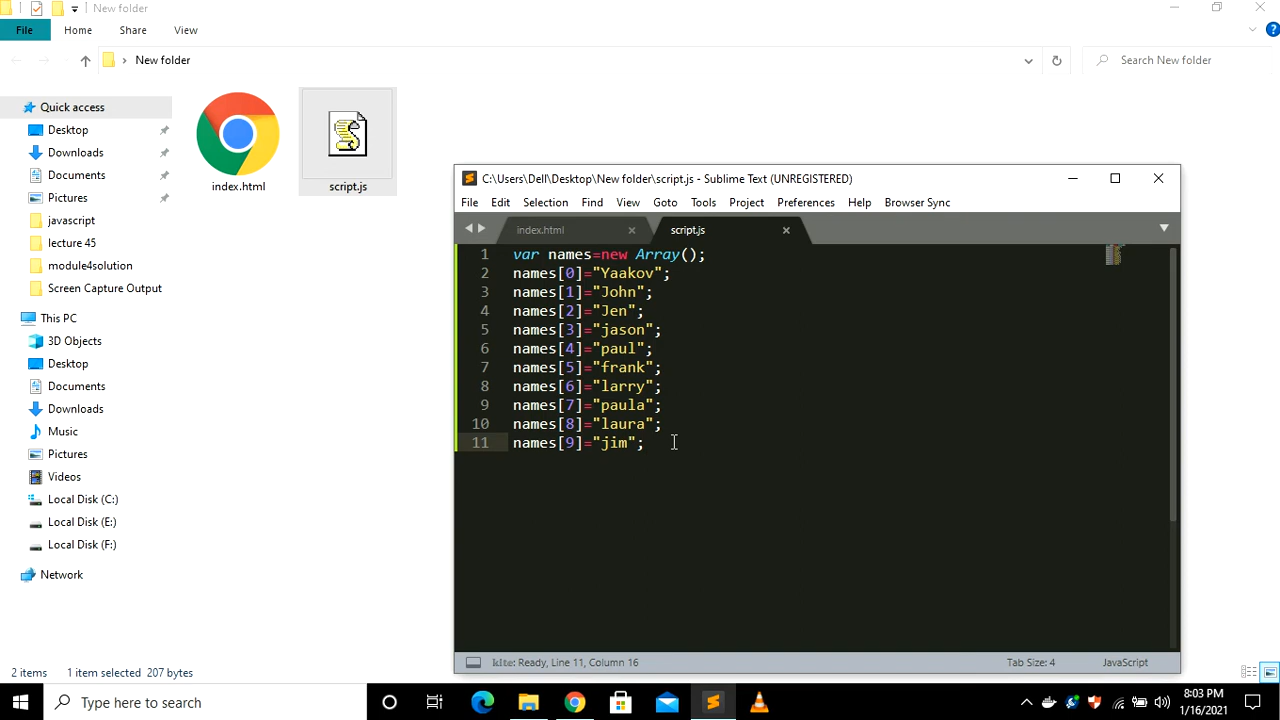 New folder
File Home Share View
New folder
Search New folder
Quick access
Desktop
Downloads
Documents
Pictures
javascript
lecture 45
module4solution
Screen Capture Output
This PC
3D Objects
Desktop
Documents
Downloads
Music
Pictures
Videos
Local Disk (C:)
Local Disk (E:)
Local Disk (F:)
Network
index.html
script.js
2 items 1 item selected 207 bytes
C:\Users\Dell\Desktop\New folder\script.js - Sublime Text (UNREGISTERED)
File Edit Selection Find View Goto Tools Project Preferences Help Browser Sync
index.html script.js
1 var names=new Array();
2 names[0]="Yaakov";
3 names[1]="John";
4 names[2]="Jen";
5 names[3]="jason";
6 names[4]="paul";
7 names[5]="frank";
8 names[6]="larry";
9 names[7]="paula";
10 names[8]="laura";
11 names[9]="jim";
kite: Ready, Line 11, Column 16 Tab Size: 4 JavaScript
Type here to search
8:03 PM
1/16/2021